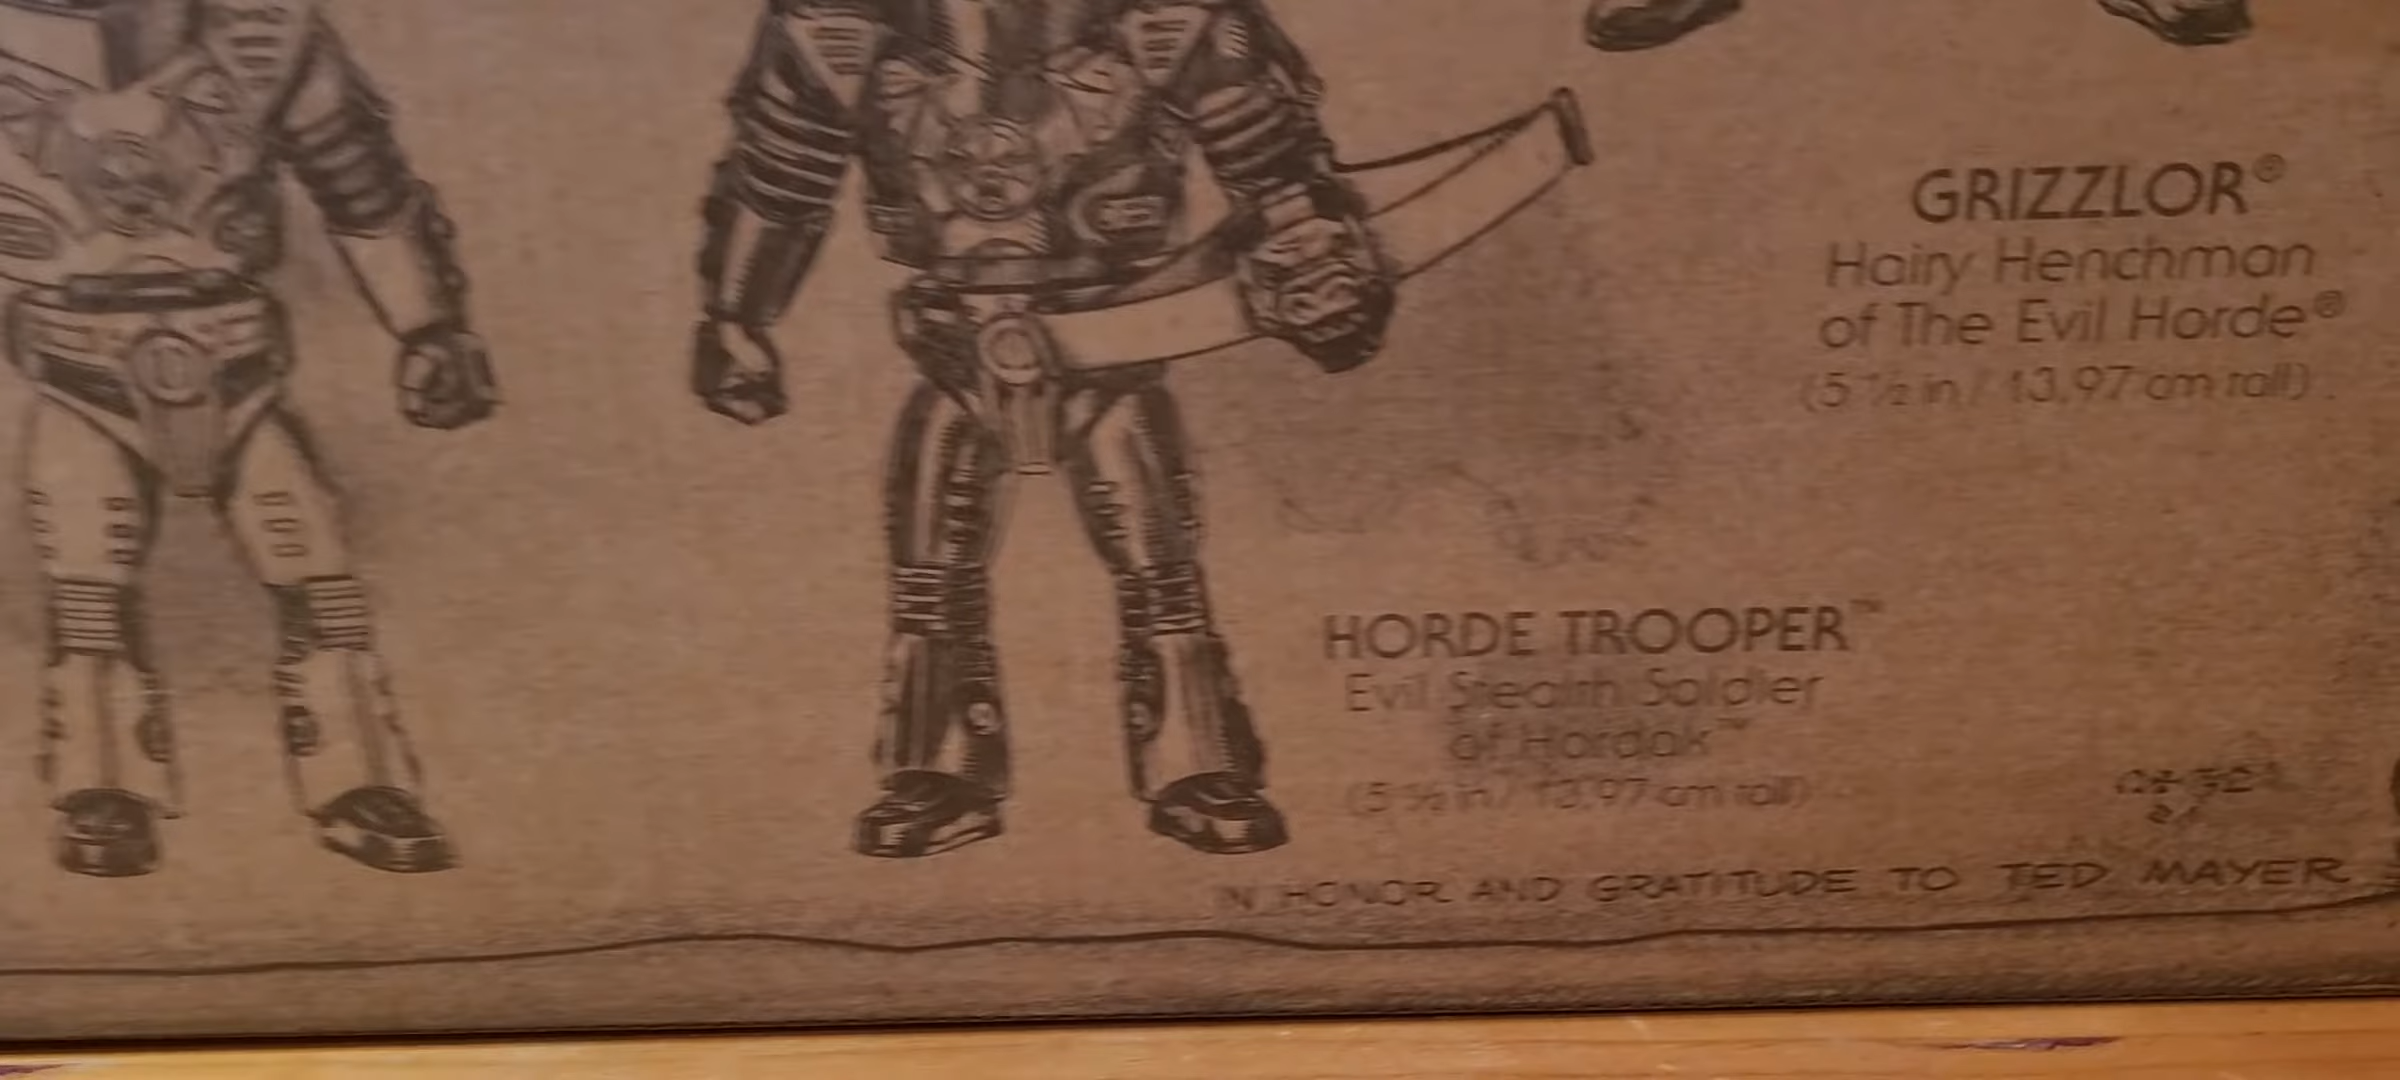 GRIZZLOR®
Hairy Henchman
of The Evil Horde®
(5 1/2 in / 13.97 cm tall)
HORDE TROOPER™
Evil Stealth Soldier
of Hordak™
(5 1/2 in / 13.97 cm tall)
IN HONOR AND GRATITUDE TO TED MAYER